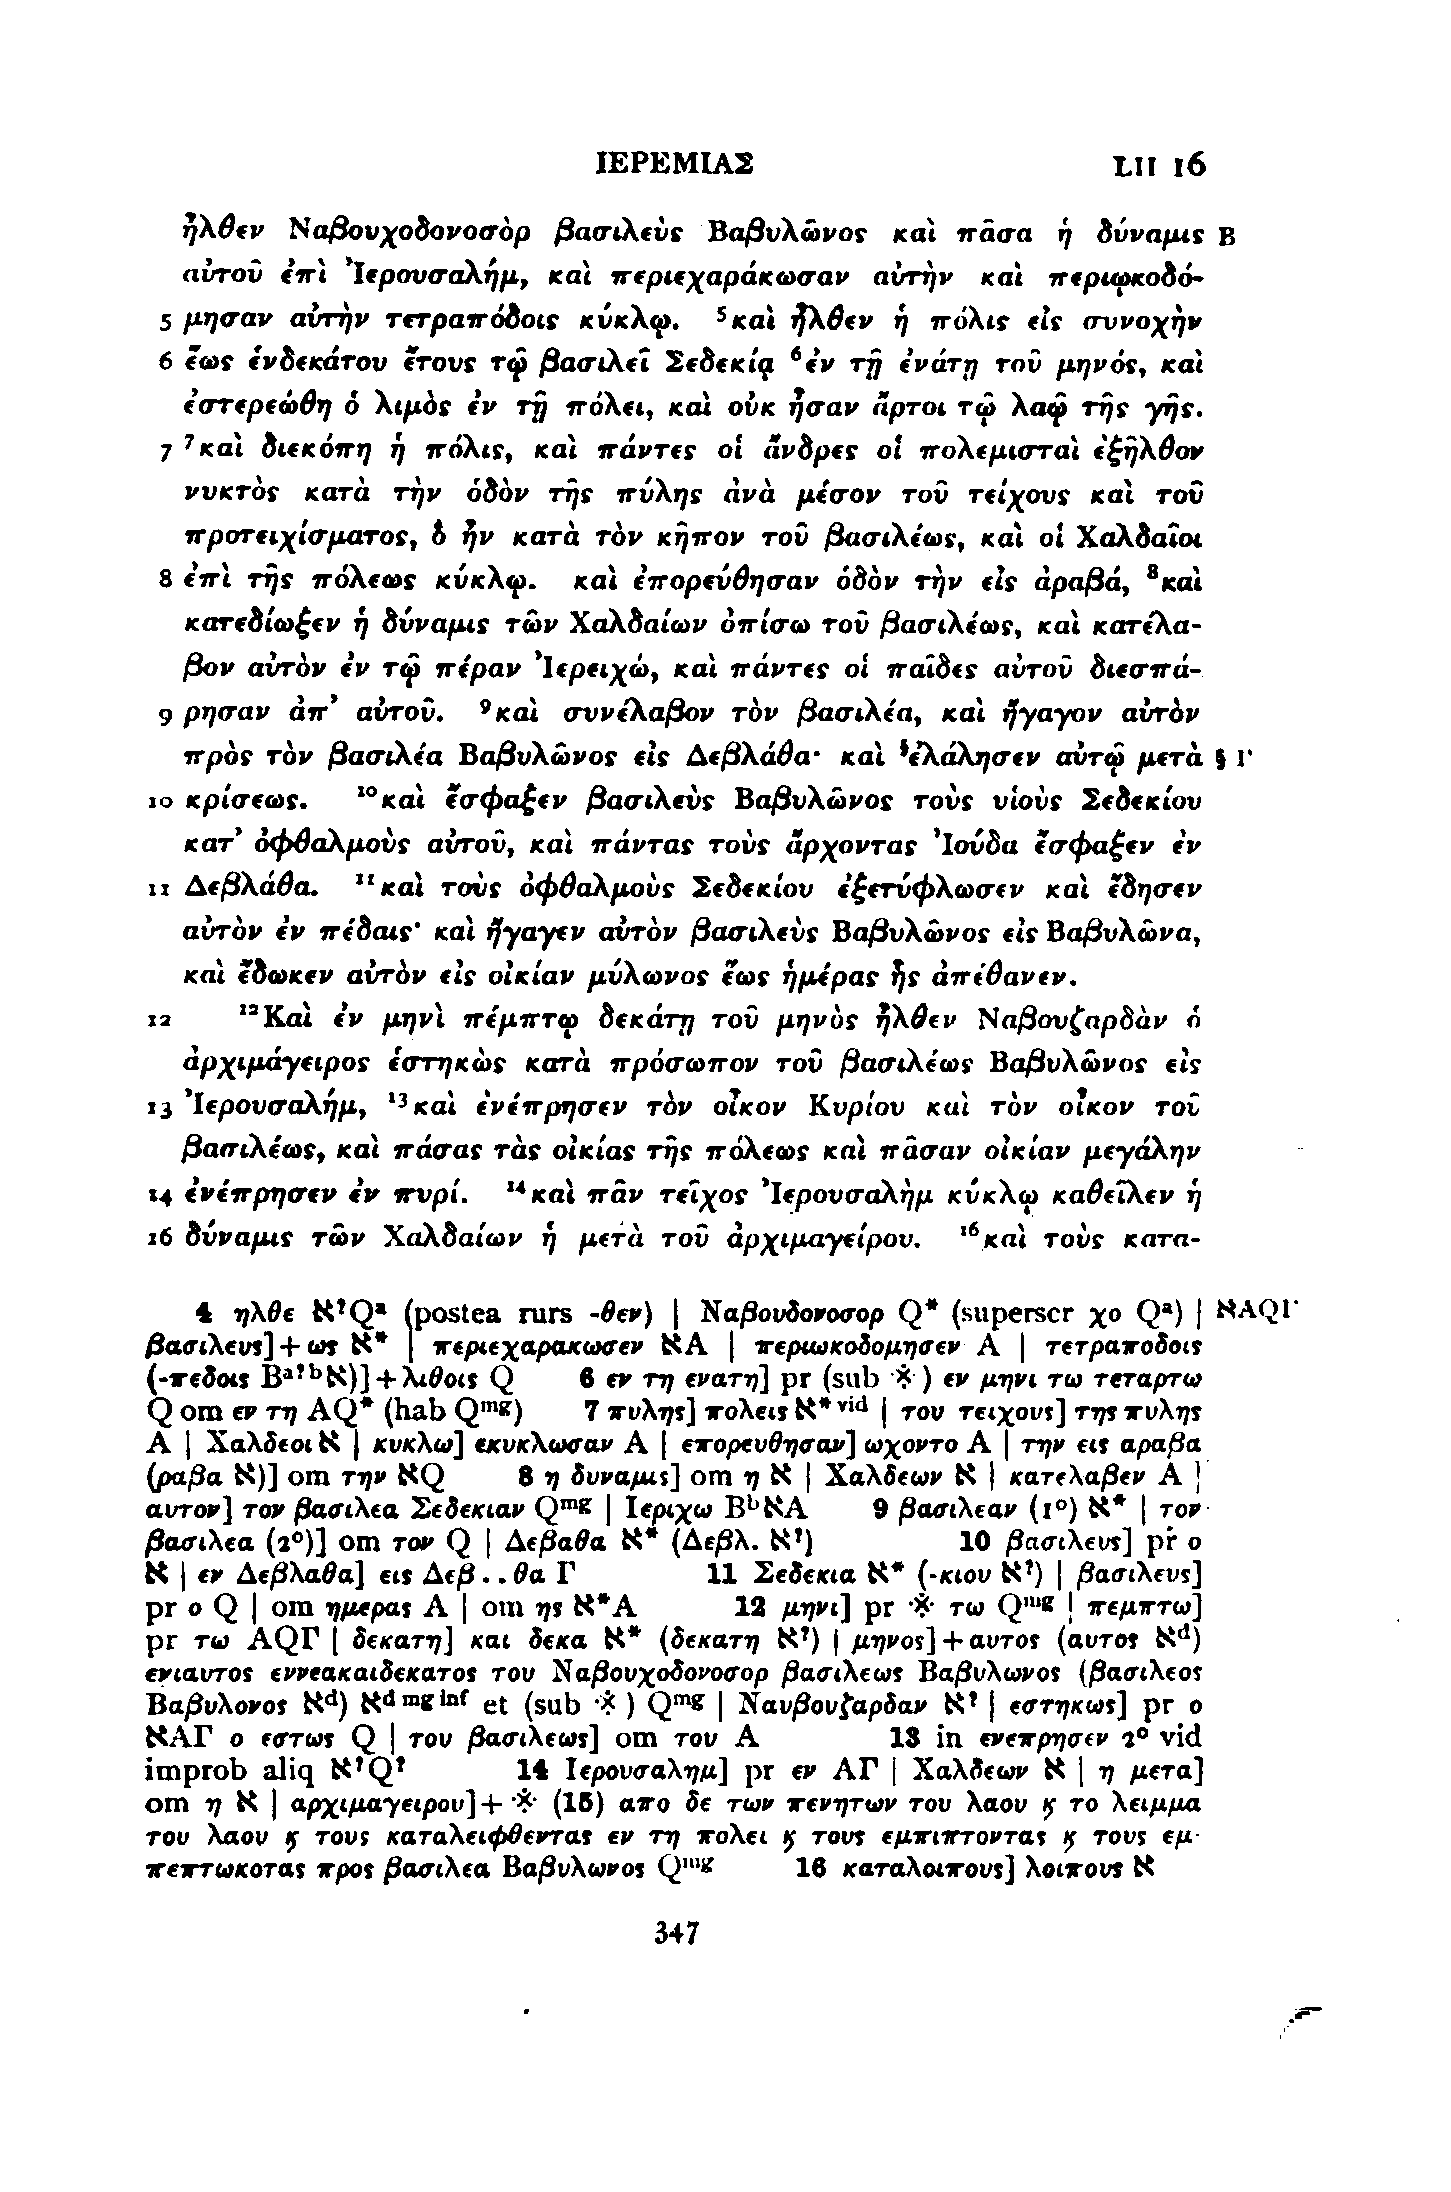 ΙΕΡΕΜΙΑΣ LII 16
ἦλθεν Ναβουχοδονοσὸρ βασιλεὺς Βαβυλῶνος καὶ πᾶσα ἡ δύναμις B
αὐτοῦ ἐπὶ Ἰερουσαλήμ, καὶ περιεχαράκωσαν αὐτὴν καὶ περιῳκοδό-
5 μησαν αὐτὴν τετραπόδοις κύκλῳ. ⁵καὶ ἦλθεν ἡ πόλις εἰς συνοχὴν
6 ἕως ἑνδεκάτου ἔτους τῷ βασιλεῖ Σεδεκίᾳ ⁶ἐν τῇ ἐνάτῃ τοῦ μηνός, καὶ
ἐστερεώθη ὁ λιμὸς ἐν τῇ πόλει, καὶ οὐκ ἦσαν ἄρτοι τῷ λαῷ τῆς γῆς.
7 ⁷καὶ διεκόπη ἡ πόλις, καὶ πάντες οἱ ἄνδρες οἱ πολεμισταὶ ἐξῆλθον
νυκτὸς κατὰ τὴν ὁδὸν τῆς πύλης ἀνὰ μέσον τοῦ τείχους καὶ τοῦ
προτειχίσματος, ὃ ἦν κατὰ τὸν κῆπον τοῦ βασιλέως, καὶ οἱ Χαλδαῖοι
8 ἐπὶ τῆς πόλεως κύκλῳ. καὶ ἐπορεύθησαν ὁδὸν τὴν εἰς ἀραβά, ⁸καὶ
κατεδίωξεν ἡ δύναμις τῶν Χαλδαίων ὀπίσω τοῦ βασιλέως, καὶ κατέλα-
βον αὐτὸν ἐν τῷ πέραν Ἰερειχώ, καὶ πάντες οἱ παῖδες αὐτοῦ διεσπά-
9 ρησαν ἀπ’ αὐτοῦ. ⁹καὶ συνέλαβον τὸν βασιλέα, καὶ ἤγαγον αὐτὸν
πρὸς τὸν βασιλέα Βαβυλῶνος εἰς Δεβλάθα· καὶ §ἐλάλησεν αὐτῷ μετὰ § Γ
10 κρίσεως. ¹⁰καὶ ἔσφαξεν βασιλεὺς Βαβυλῶνος τοὺς υἱοὺς Σεδεκίου
κατ’ ὀφθαλμοὺς αὐτοῦ, καὶ πάντας τοὺς ἄρχοντας Ἰούδα ἔσφαξεν ἐν
11 Δεβλάθα. ¹¹καὶ τοὺς ὀφθαλμοὺς Σεδεκίου ἐξετύφλωσεν καὶ ἔδησεν
αὐτὸν ἐν πέδαις· καὶ ἤγαγεν αὐτὸν βασιλεὺς Βαβυλῶνος εἰς Βαβυλῶνα,
καὶ ἔδωκεν αὐτὸν εἰς οἰκίαν μύλωνος ἕως ἡμέρας ἧς ἀπέθανεν.
12 ¹²Καὶ ἐν μηνὶ πέμπτῳ δεκάτῃ τοῦ μηνὸς ἦλθεν Ναβουζαρδὰν ὁ
ἀρχιμάγειρος ἑστηκὼς κατὰ πρόσωπον τοῦ βασιλέως Βαβυλῶνος εἰς
13 Ἰερουσαλήμ, ¹³καὶ ἐνέπρησεν τὸν οἶκον Κυρίου καὶ τὸν οἶκον τοῦ
βασιλέως, καὶ πάσας τὰς οἰκίας τῆς πόλεως καὶ πᾶσαν οἰκίαν μεγάλην
14 ἐνέπρησεν ἐν πυρί. ¹⁴καὶ πᾶν τεῖχος Ἰερουσαλὴμ κύκλῳ καθεῖλεν ἡ
16 δύναμις τῶν Χαλδαίων ἡ μετὰ τοῦ ἀρχιμαγείρου. ¹⁶καὶ τοὺς κατα-
4 ηλθε א?Qᵃ (postea rurs -θεν) | Ναβουδονοσορ Q* (superscr χο Qᵃ) | אAQΓ
βασιλευς]+ως א* | περιεχαρακωσεν אA | περιωκοδομησεν A | τετραποδοις
(-πεδοις Bᵃ?ᵇא)]+λιθοις Q 6 εν τη ενατη] pr (sub ※) εν μηνι τω τεταρτω
Q om εν τη AQ* (hab Qᵐᵍ) 7 πυλης] πολεις א*ᵛⁱᵈ | του τειχους] της πυλης
A | Χαλδεοι א | κυκλω] εκυκλωσαν A | επορευθησαν] ωχοντο A | την εις αραβα
(ραβα א)] om την אQ 8 η δυναμις] om η א | Χαλδεων א | κατελαβεν A |
αυτον] τον βασιλεα Σεδεκιαν Qᵐᵍ | Ιεριχω BᵇאA 9 βασιλεαν (1°) א* | τον
βασιλεα (2°)] om τον Q | Δεβαθα א* (Δεβλ. א?) 10 βασιλευς] pr ο
א | εν Δεβλαθα] εις Δεβ..θα Γ 11 Σεδεκια א* (-κιου א?) | βασιλευς]
pr ο Q | om ημερας A | om ης א*A 12 μηνι] pr ※ τω Qᵐᵍ | πεμπτω]
pr τω AQΓ | δεκατη] και δεκα א* (δεκατη א?) | μηνος]+αυτος (αυτος אᵈ)
ενιαυτος εννεακαιδεκατος του Ναβουχοδονοσορ βασιλεως Βαβυλωνος (βασιλεος
Βαβυλονος אᵈ) אᵈ ᵐᵍ ⁱⁿᶠ et (sub ※) Qᵐᵍ | Ναυβουζαρδαν א? | εστηκως] pr ο
אAΓ ο εστως Q | του βασιλεως] om του A 13 in ενεπρησεν 2° vid
improb aliq א?Q? 14 Ιερουσαλημ] pr εν AΓ | Χαλδεων א | η μετα]
om η א | αρχιμαγειρου]+※ (15) απο δε των πενητων του λαου ϗ το λειμμα
του λαου ϗ τους καταλειφθεντας εν τη πολει ϗ τους εμπιπτοντας ϗ τους εμ
πεπτωκοτας προς βασιλεα Βαβυλωνος Qᵐᵍ 16 καταλοιπους] λοιπους א
347